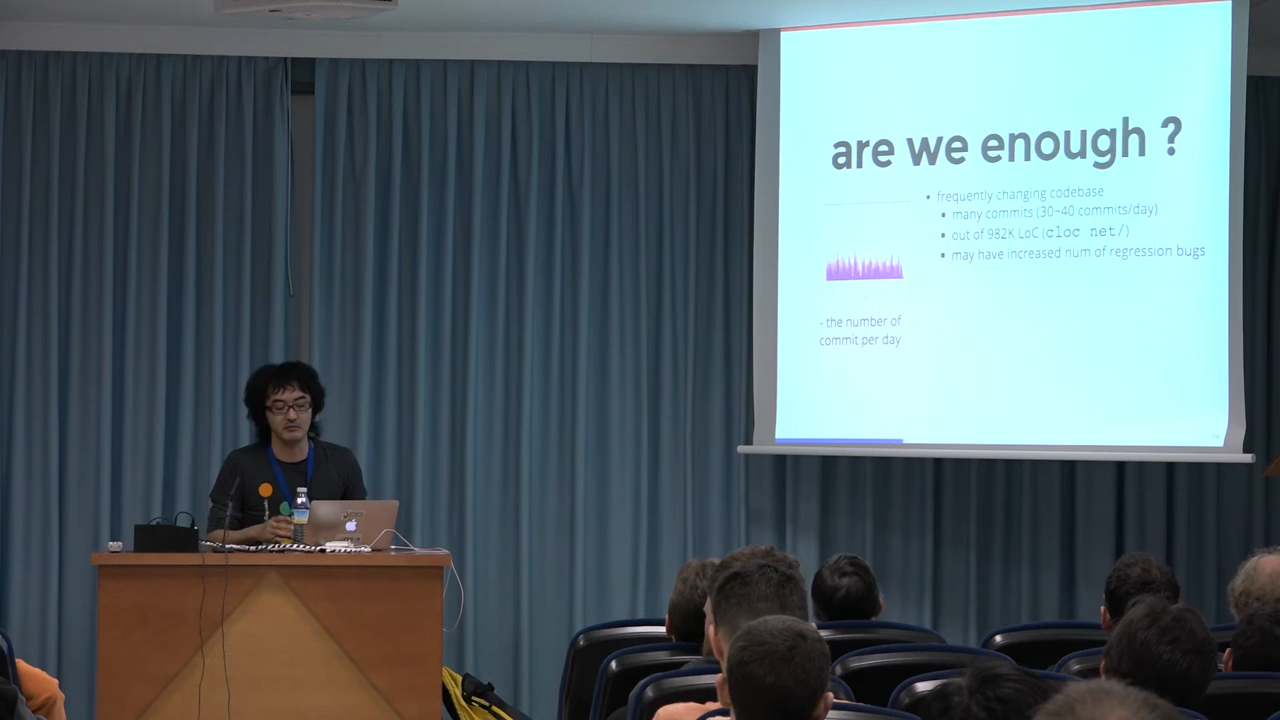 are we enough ?
• frequently changing codebase
▪ many commits (30~40 commits/day)
▪ out of 982K LoC (cloc net/)
▪ may have increased num of regression bugs
- the number of
commit per day